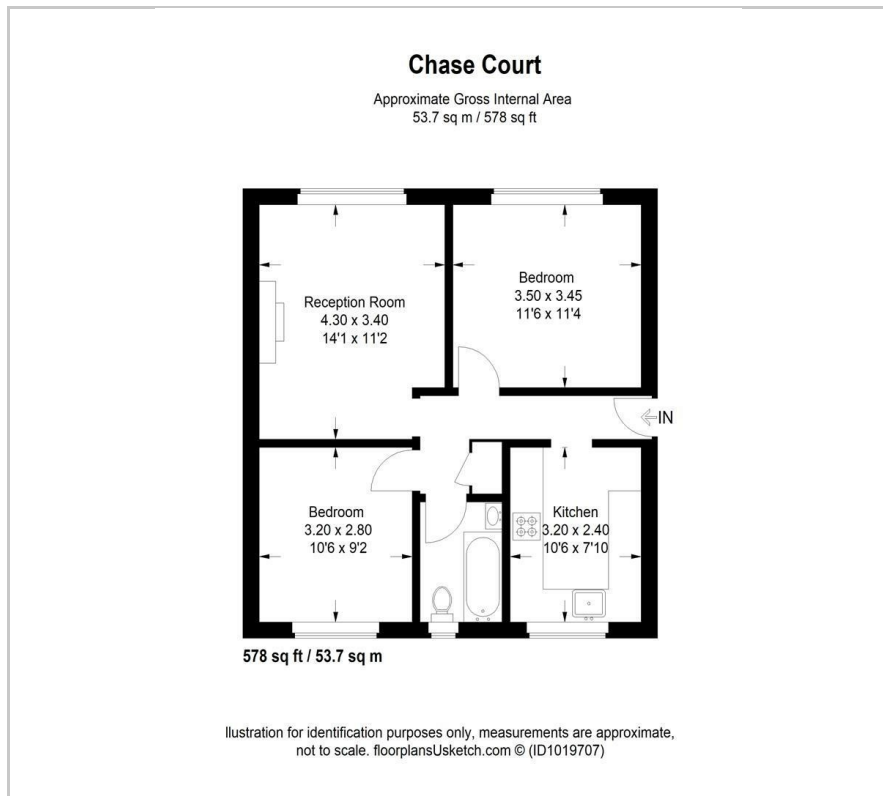 Chase Court
Approximate Gross Internal Area
53.7 sq m / 578 sq ft
Reception Room
4.30 x 3.40
14'1 x 11'2
Bedroom
3.50 x 3.45
11'6 x 11'4
IN
Bedroom
3.20 x 2.80
10'6 x 9'2
Kitchen
3.20 x 2.40
10'6 x 7'10
578 sq ft / 53.7 sq m
Illustration for identification purposes only, measurements are approximate,
not to scale. floorplansUsketch.com © (ID1019707)